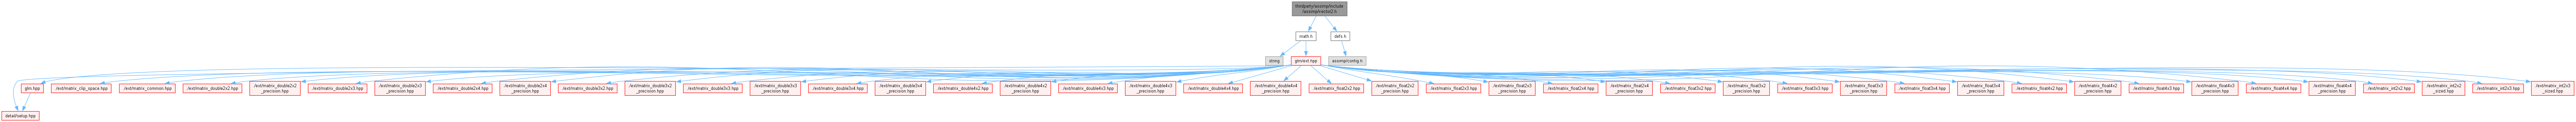 thirdparty/assimp/include
/assimp/vector2.h
math.h
defs.h
string
glm/ext.hpp
assimp/config.h
glm.hpp
./ext/matrix_clip_space.hpp
./ext/matrix_common.hpp
./ext/matrix_double2x2.hpp
./ext/matrix_double2x2
_precision.hpp
./ext/matrix_double2x3.hpp
./ext/matrix_double2x3
_precision.hpp
./ext/matrix_double2x4.hpp
./ext/matrix_double2x4
_precision.hpp
./ext/matrix_double3x2.hpp
./ext/matrix_double3x2
_precision.hpp
./ext/matrix_double3x3.hpp
./ext/matrix_double3x3
_precision.hpp
./ext/matrix_double3x4.hpp
./ext/matrix_double3x4
_precision.hpp
./ext/matrix_double4x2.hpp
./ext/matrix_double4x2
_precision.hpp
./ext/matrix_double4x3.hpp
./ext/matrix_double4x3
_precision.hpp
./ext/matrix_double4x4.hpp
./ext/matrix_double4x4
_precision.hpp
./ext/matrix_float2x2.hpp
./ext/matrix_float2x2
_precision.hpp
./ext/matrix_float2x3.hpp
./ext/matrix_float2x3
_precision.hpp
./ext/matrix_float2x4.hpp
./ext/matrix_float2x4
_precision.hpp
./ext/matrix_float3x2.hpp
./ext/matrix_float3x2
_precision.hpp
./ext/matrix_float3x3.hpp
./ext/matrix_float3x3
_precision.hpp
./ext/matrix_float3x4.hpp
./ext/matrix_float3x4
_precision.hpp
./ext/matrix_float4x2.hpp
./ext/matrix_float4x2
_precision.hpp
./ext/matrix_float4x3.hpp
./ext/matrix_float4x3
_precision.hpp
./ext/matrix_float4x4.hpp
./ext/matrix_float4x4
_precision.hpp
./ext/matrix_int2x2.hpp
./ext/matrix_int2x2
_sized.hpp
./ext/matrix_int2x3.hpp
./ext/matrix_int2x3
_sized.hpp
detail/setup.hpp